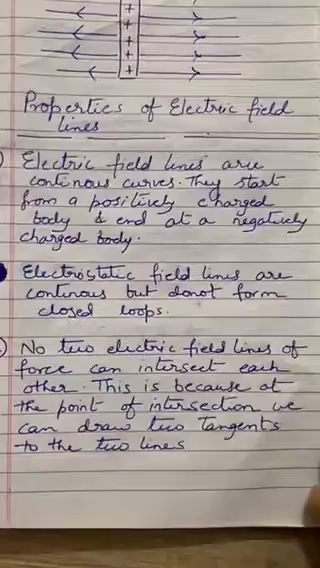 +
+
+
+
+
Properties of Electric field
lines
Electric field lines are
continous curves. They start
from a positively charged
body & end at a negatively
charged body.
Electrostatic field lines are
continous but donot form
closed loops.
No two electric field lines of
force can intersect each
other. This is because at
the point of intersection we
can draw two tangents
to the two lines